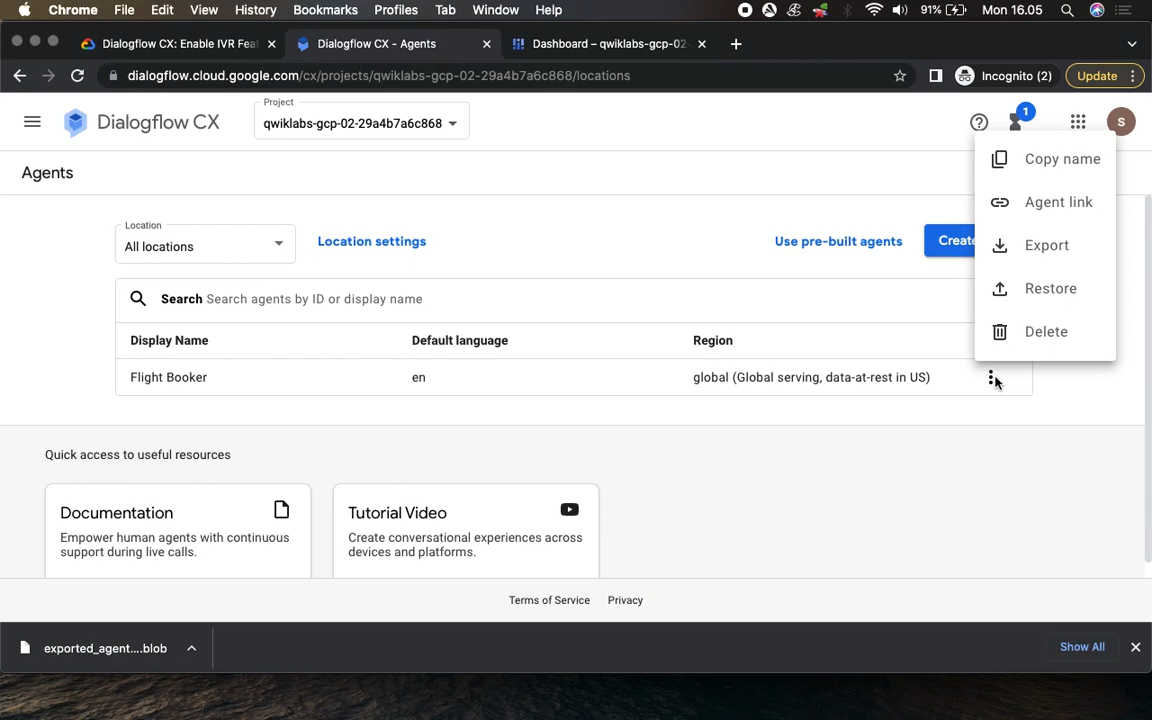 Chrome File Edit View History Bookmarks Profiles Tab Window Help 91% Mon 16.05
Dialogflow CX: Enable IVR Feat
Dialogflow CX - Agents
Dashboard – qwiklabs-gcp-02-
dialogflow.cloud.google.com/cx/projects/qwiklabs-gcp-02-29a4b7a6c868/locations
Incognito (2)
Update
Dialogflow CX
Project
qwiklabs-gcp-02-29a4b7a6c868
1
S
Agents
Copy name
Agent link
Export
Restore
Delete
Location
All locations
Location settings
Use pre-built agents
Create
Search Search agents by ID or display name
Display Name Default language Region
Flight Booker en global (Global serving, data-at-rest in US)
Quick access to useful resources
Documentation
Empower human agents with continuous
support during live calls.
Tutorial Video
Create conversational experiences across
devices and platforms.
Terms of Service Privacy
exported_agent....blob
Show All